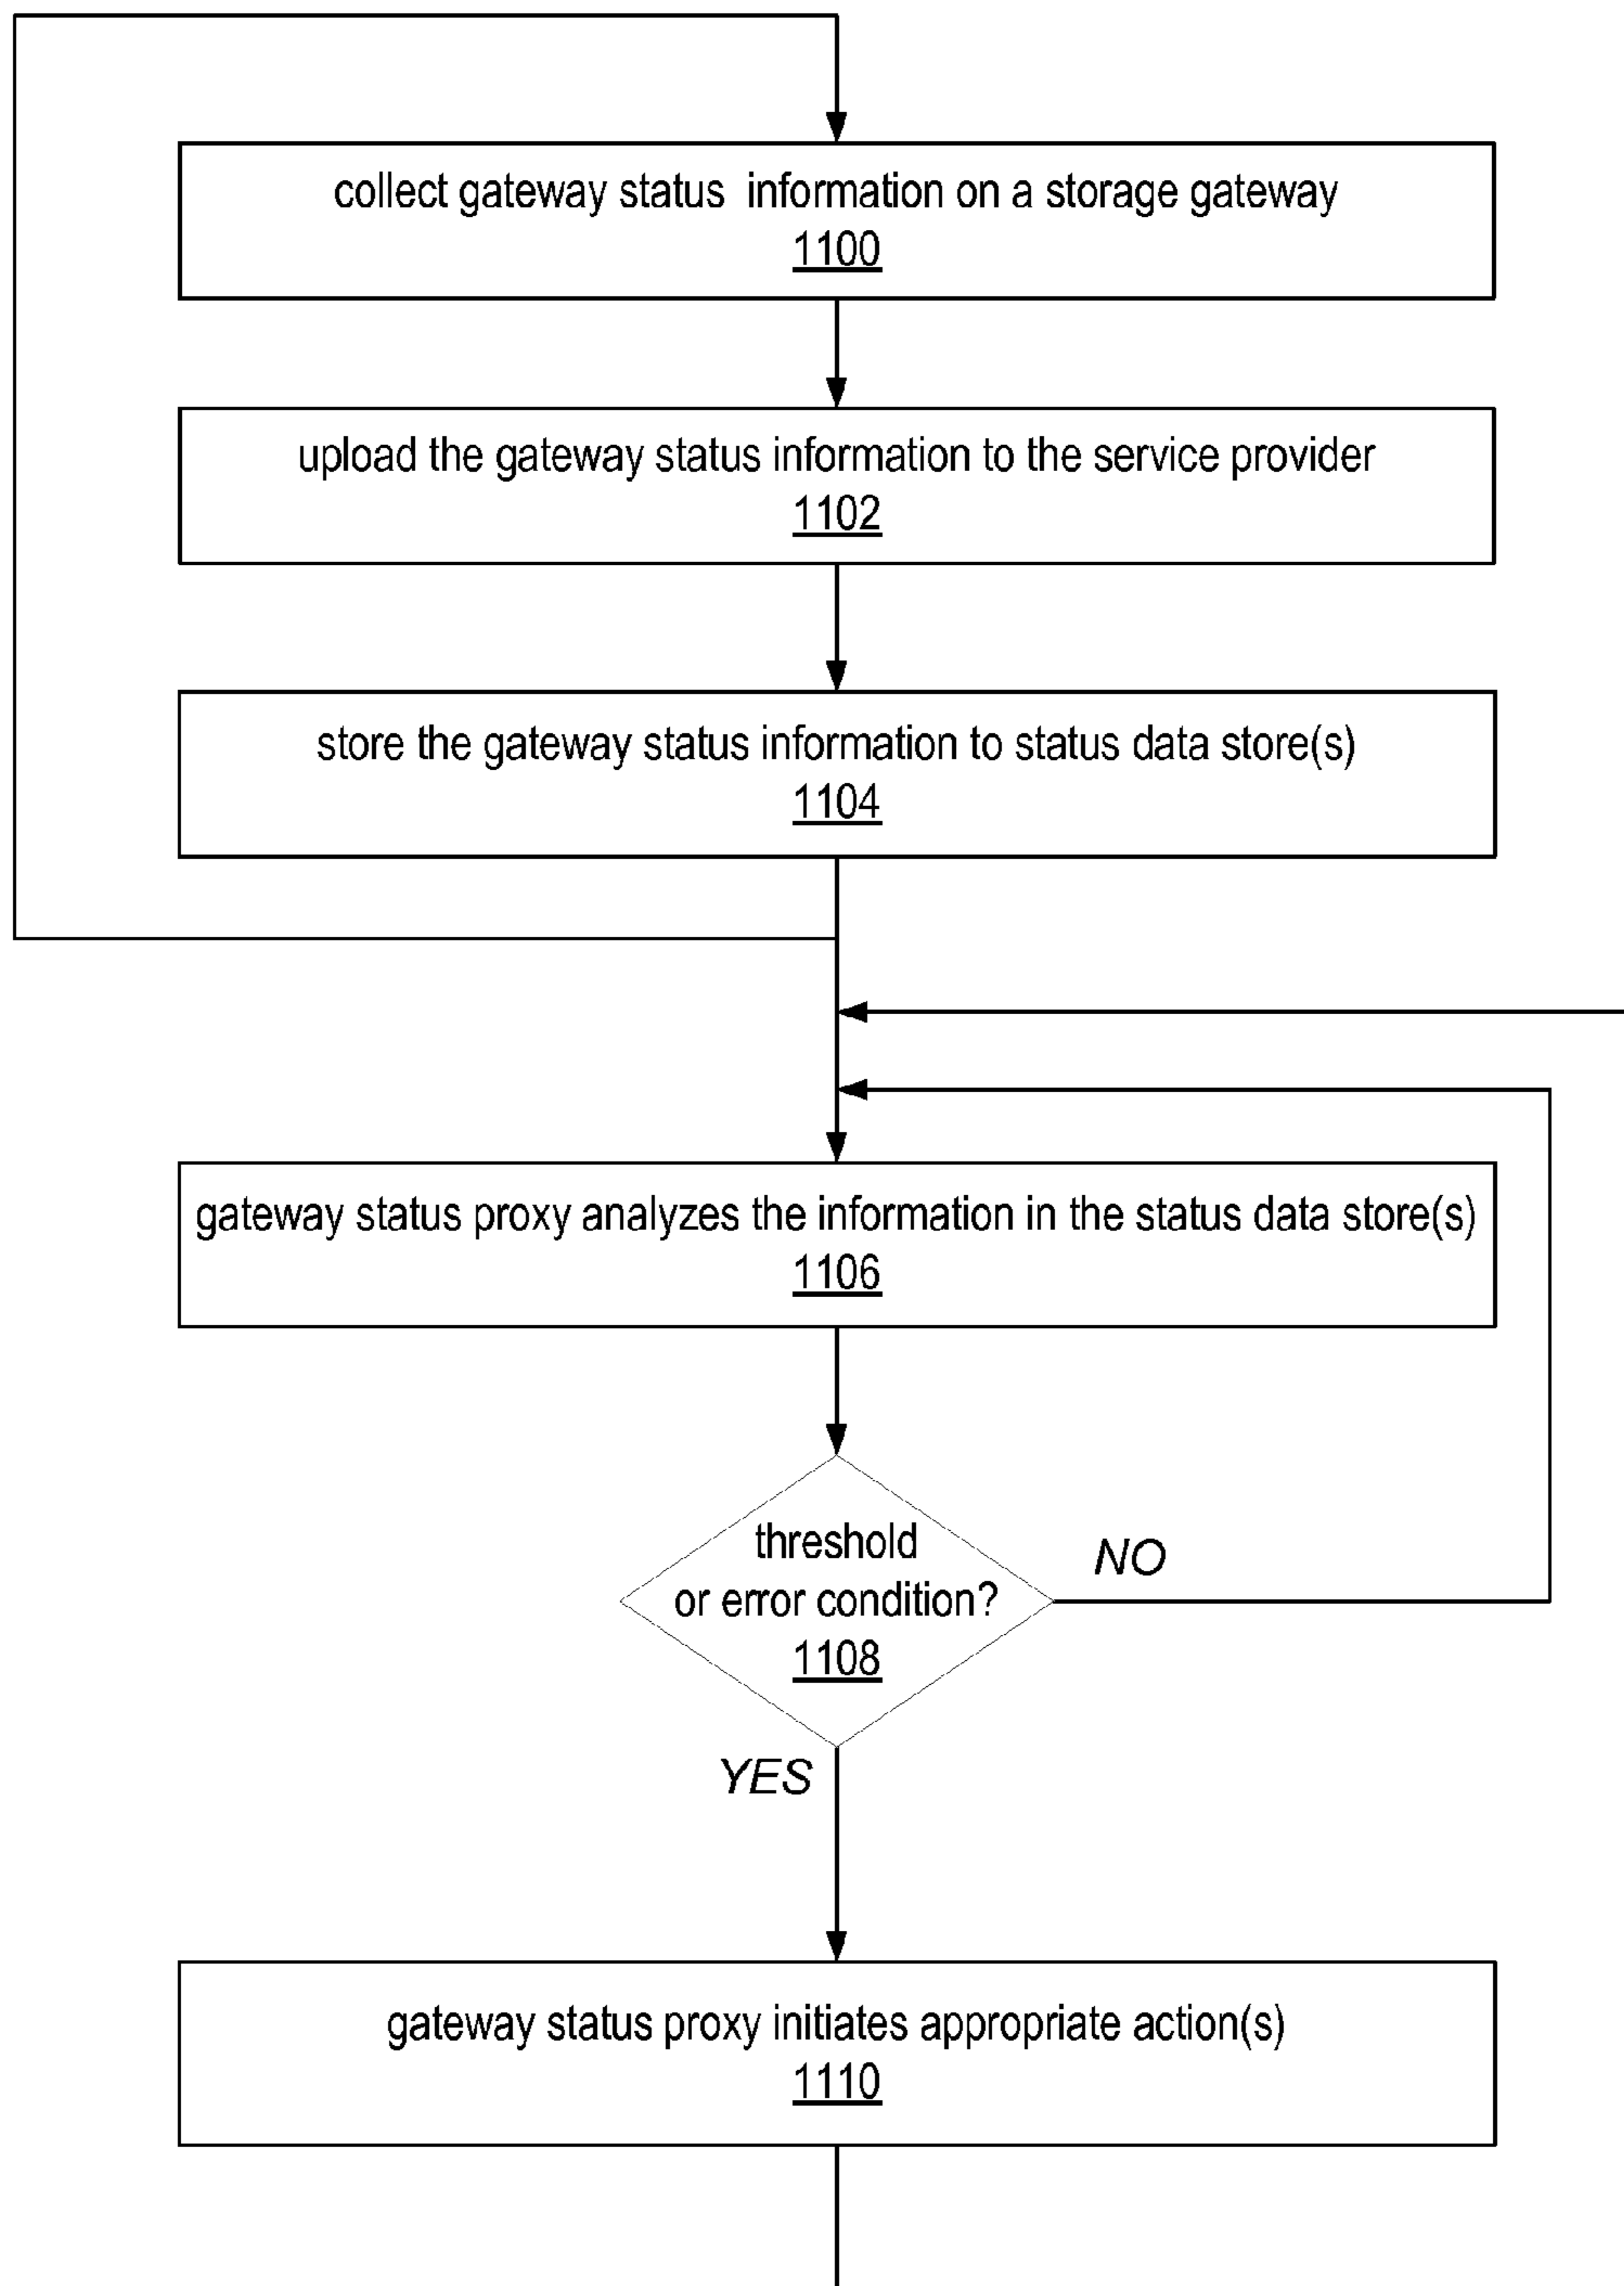 collect gateway status information on a storage gateway
1100
upload the gateway status information to the service provider
1102
store the gateway status information to status data store(s)
1104
gateway status proxy analyzes the information in the status data store(s)
1106
threshold
or error condition?
1108
NO
YES
gateway status proxy initiates appropriate action(s)
1110